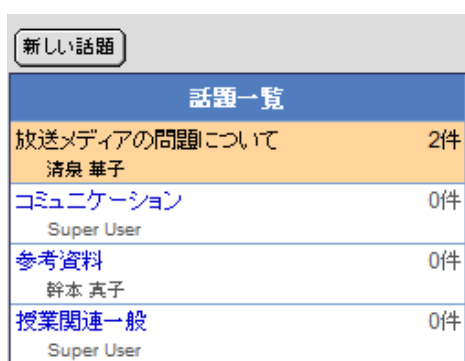 新しい話題
話題一覧
放送メディアの問題について 2件
清泉 華子
コミュニケーション 0件
Super User
参考資料 0件
幹本 真子
授業関連一般 0件
Super User